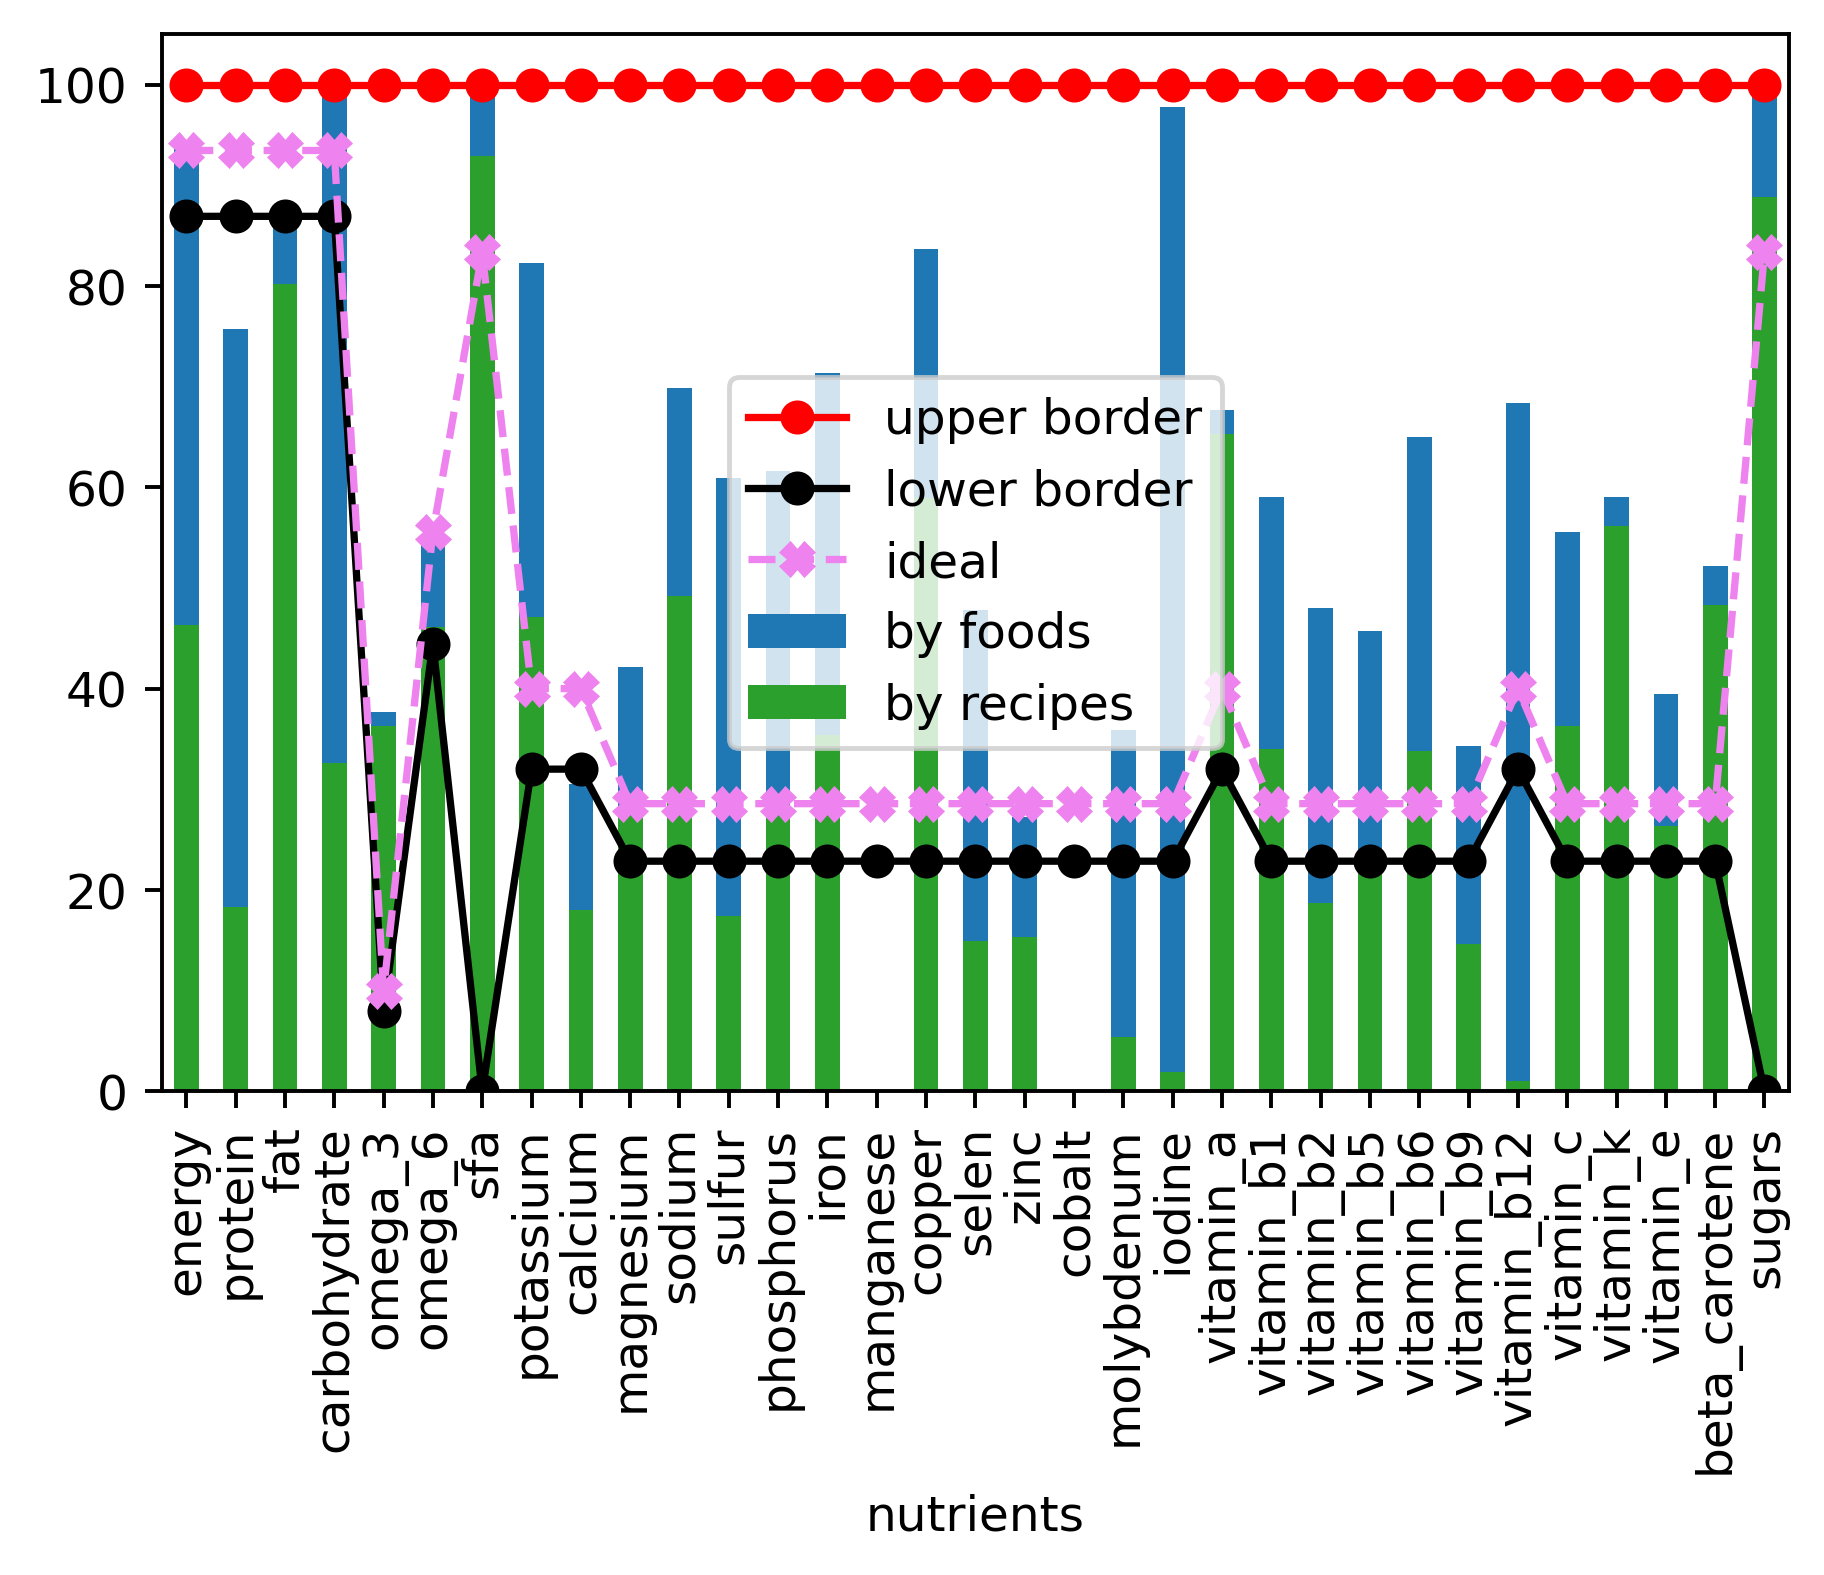 100
80
60
40
20
0
upper border
lower border
ideal
by foods
by recipes
energy
protein
fat
carbohydrate
omega_3
omega_6
sfa
potassium
calcium
magnesium
sodium
sulfur
phosphorus
iron
manganese
copper
selen
zinc
cobalt
molybdenum
iodine
vitamin_a
vitamin_b1
vitamin_b2
vitamin_b5
vitamin_b6
vitamin_b9
vitamin_b12
vitamin_c
vitamin_k
vitamin_e
beta_carotene
sugars
nutrients